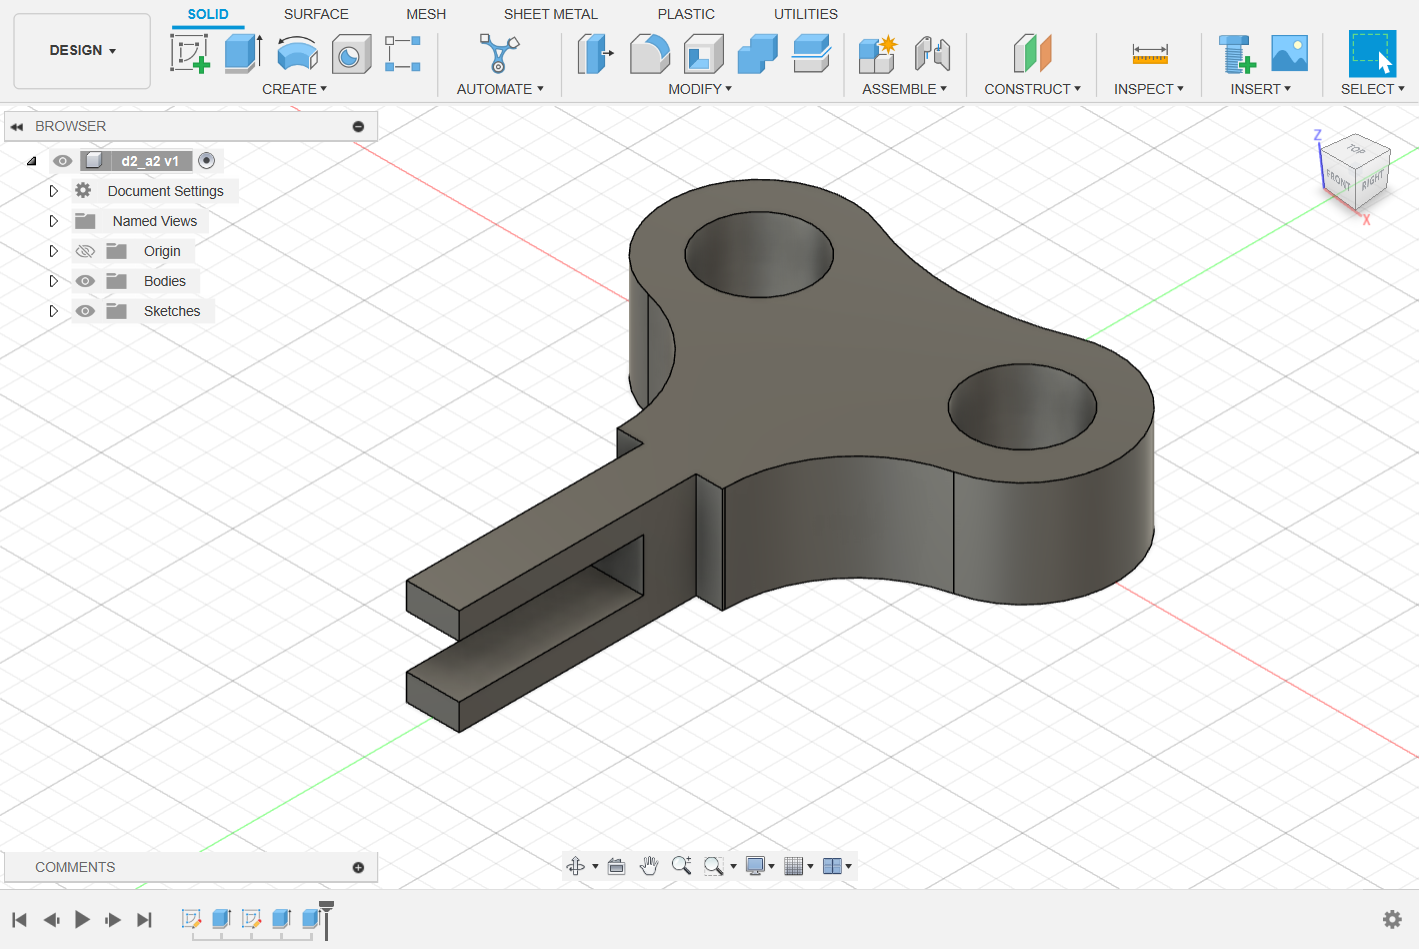 SOLID SURFACE MESH SHEET METAL PLASTIC UTILITIES
DESIGN
CREATE AUTOMATE MODIFY ASSEMBLE CONSTRUCT INSPECT INSERT SELECT
BROWSER
d2_a2 v1
Document Settings
Named Views
Origin
Bodies
Sketches
Z
TOP
FRONT RIGHT
X
COMMENTS